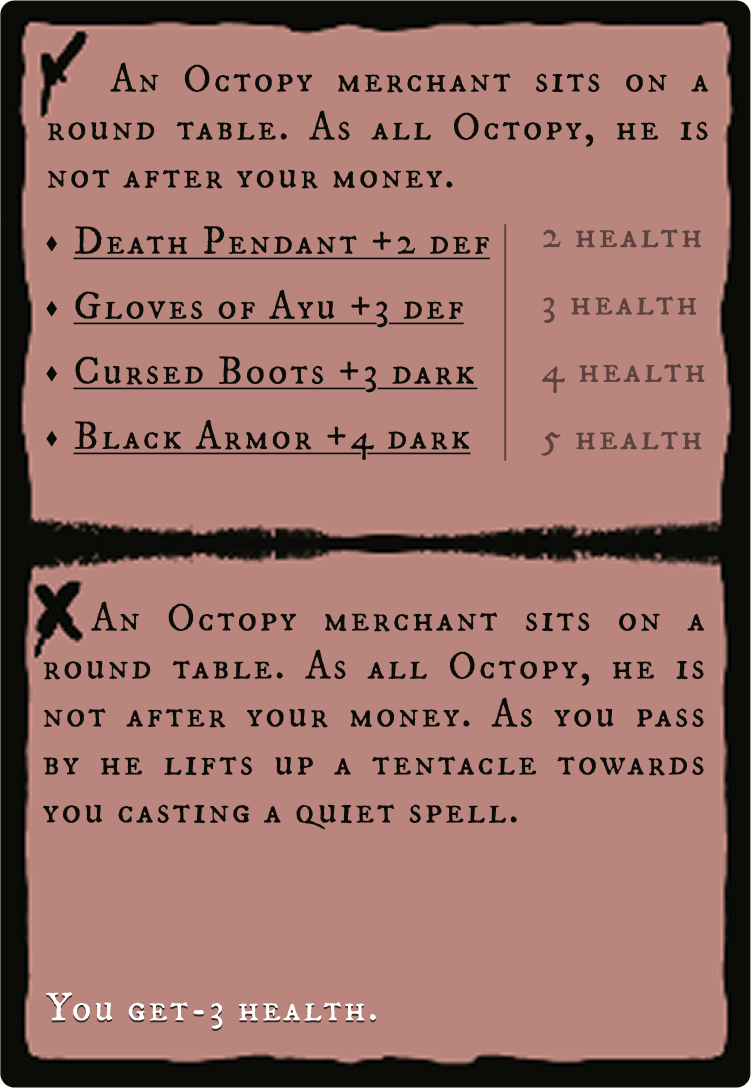 An Octopy merchant sits on a
round table. As all Octopy, he is
not after your money.
♦ Death Pendant +2 def 2 health
♦ Gloves of Ayu +3 def 3 health
♦ Cursed Boots +3 dark 4 health
♦ Black Armor +4 dark 5 health
An Octopy merchant sits on a
round table. As all Octopy, he is
not after your money. As you pass
by he lifts up a tentacle towards
you casting a quiet spell.
You get-3 health.